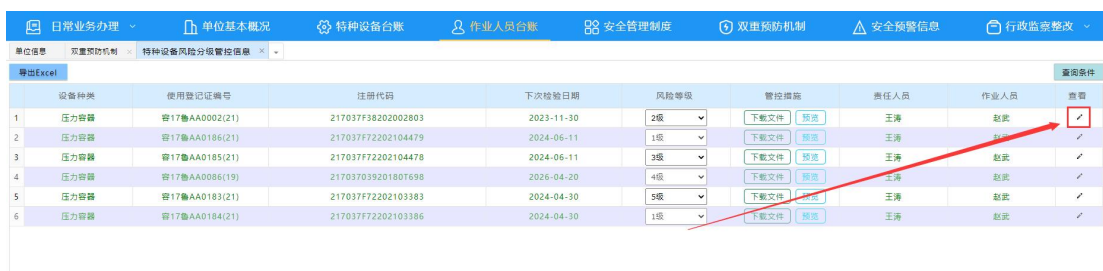 日常业务办理 单位基本概况 特种设备台账 作业人员台账 安全管理制度 双重预防机制 安全预警信息 行政监察整改
单位信息 双重预防机制 × 特种设备风险分级管控信息 ×
导出Excel 查询条件
设备种类 使用登记证编号 注册代码 下次检验日期 风险等级 管控措施 责任人员 作业人员 查看
1 压力容器 容17鲁AA0002(21) 217037F38202002803 2023-11-30 2级 下载文件 预览 王涛 赵武
2 压力容器 容17鲁AA0186(21) 217037F72202104479 2024-06-11 1级 下载文件 预览 王涛 赵武
3 压力容器 容17鲁AA0185(21) 217037F72202104478 2024-06-11 3级 下载文件 预览 王涛 赵武
4 压力容器 容17鲁AA0086(19) 21703703920180T698 2026-04-20 4级 下载文件 预览 王涛 赵武
5 压力容器 容17鲁AA0183(21) 217037F72202103383 2024-04-30 5级 下载文件 预览 王涛 赵武
6 压力容器 容17鲁AA0184(21) 217037F72202103386 2024-04-30 1级 下载文件 预览 王涛 赵武